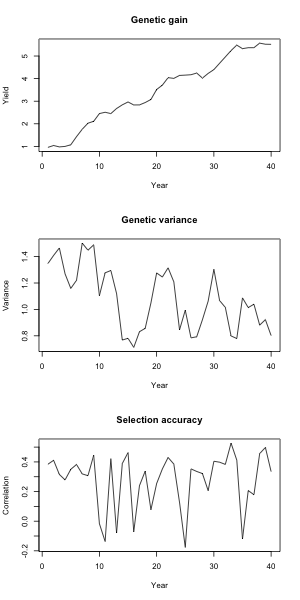 Genetic gain
Yield
5
4
3
2
1
0 10 20 30 40
Year
Genetic variance
Variance
1.4
1.2
1.0
0.8
0 10 20 30 40
Year
Selection accuracy
Correlation
0.4
0.2
0.0
-0.2
0 10 20 30 40
Year